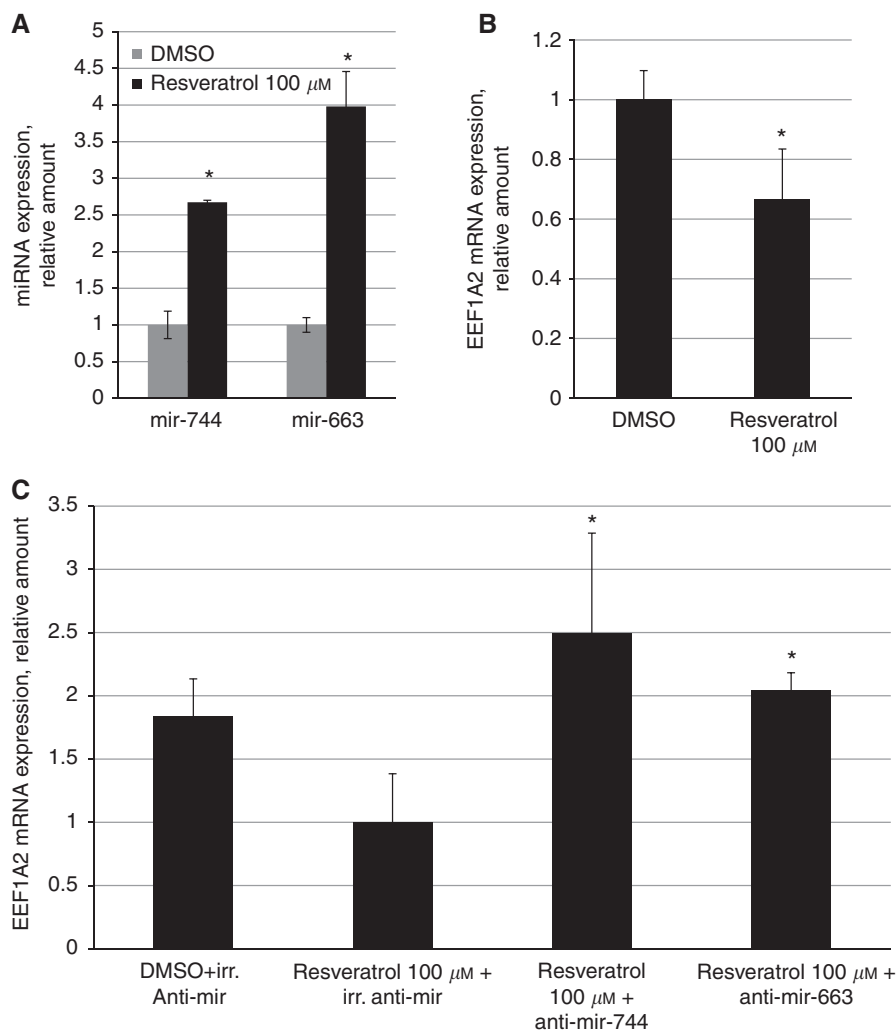 A
miRNA expression,
relative amount
5
4.5
4
3.5
3
2.5
2
1.5
1
0.5
0
DMSO
Resveratrol 100 μM
*
*
mir-744
mir-663
B
EEF1A2 mRNA expression,
relative amount
1.2
1
0.8
0.6
0.4
0.2
0
*
DMSO
Resveratrol
100 μM
C
EEF1A2 mRNA expression, relative amount
3.5
3
2.5
2
1.5
1
0.5
0
*
*
DMSO+irr.
Anti-mir
Resveratrol 100 μM +
irr. anti-mir
Resveratrol
100 μM +
anti-mir-744
Resveratrol 100 μM +
anti-mir-663